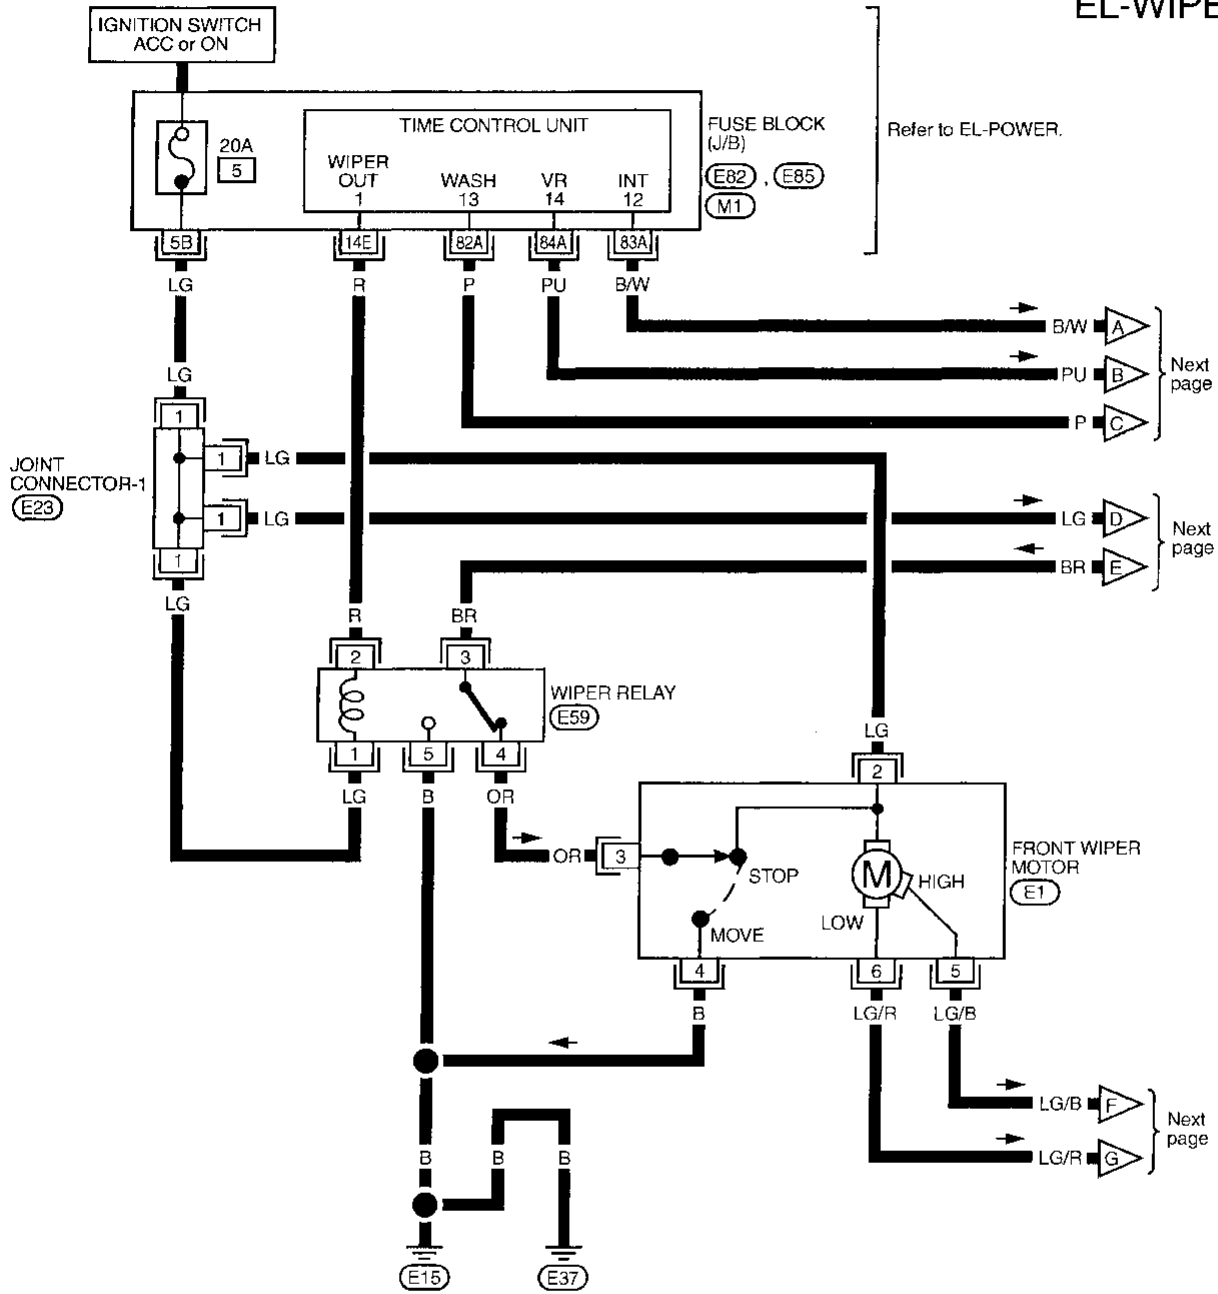 EL-WIPE
IGNITION SWITCH
ACC or ON
20A
5
TIME CONTROL UNIT
WIPER
OUT
1
WASH
13
VR
14
INT
12
FUSE BLOCK
(J/B)
E82 , E85
M1
Refer to EL-POWER.
5B
14E
82A
84A
83A
LG
R
P
PU
B/W
B/W
A
PU
B
P
C
Next
page
LG
1
JOINT
CONNECTOR-1
E23
1
LG
1
LG
LG
D
BR
E
Next
page
1
LG
R
BR
2
3
WIPER RELAY
E59
1
5
4
LG
B
OR
LG
2
OR
3
STOP
MOVE
M
HIGH
LOW
FRONT WIPER
MOTOR
E1
4
6
5
B
LG/R
LG/B
LG/B
F
LG/R
G
Next
page
B
B
B
E15
E37